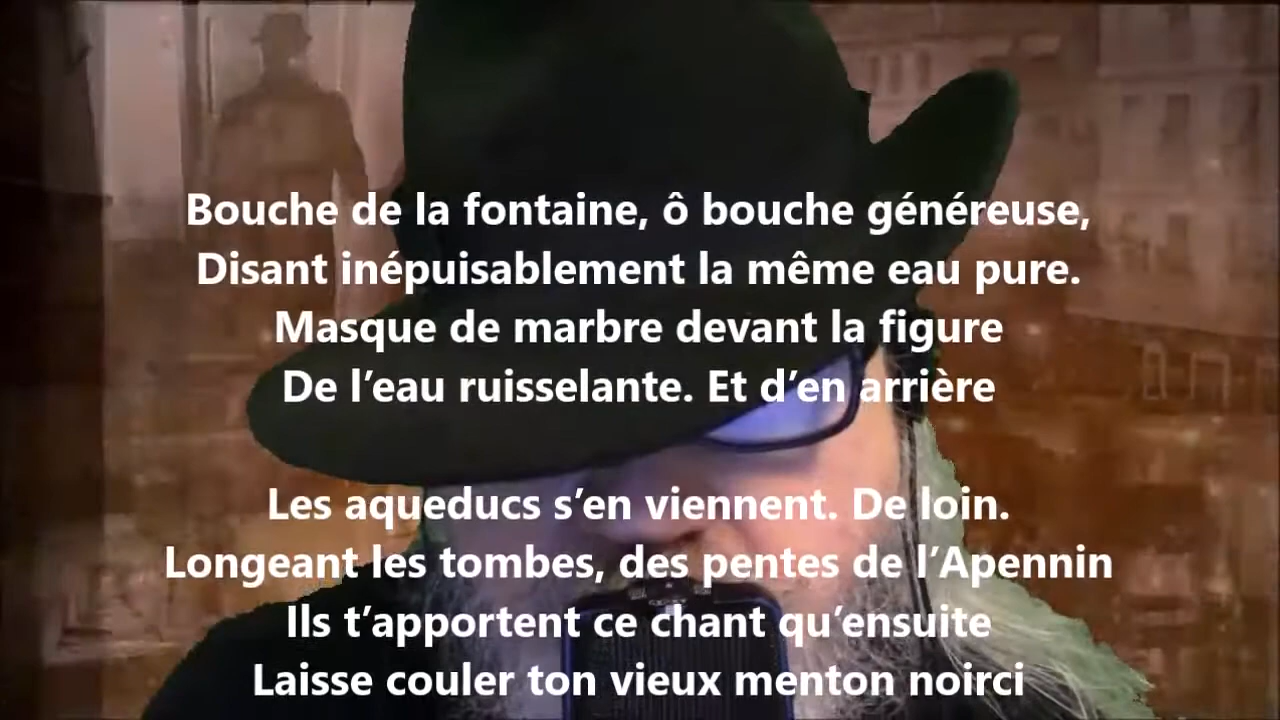 Bouche de la fontaine, ô bouche généreuse,
Disant inépuisablement la même eau pure.
Masque de marbre devant la figure
De l’eau ruisselante. Et d’en arrière
Les aqueducs s’en viennent. De loin.
Longeant les tombes, des pentes de l’Apennin
Ils t’apportent ce chant qu’ensuite
Laisse couler ton vieux menton noirci